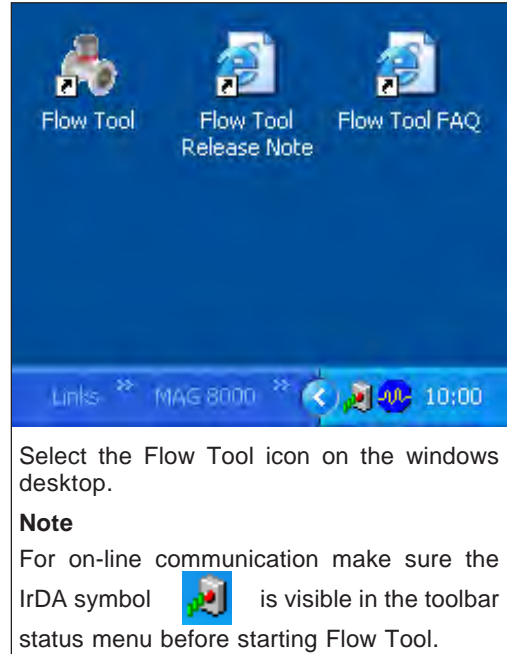 Flow Tool
Flow Tool
Release Note
Flow Tool FAQ
Links
MAG 8000
10:00
Select the Flow Tool icon on the windows
desktop.
Note
For on-line communication make sure the
IrDA symbol is visible in the toolbar
status menu before starting Flow Tool.